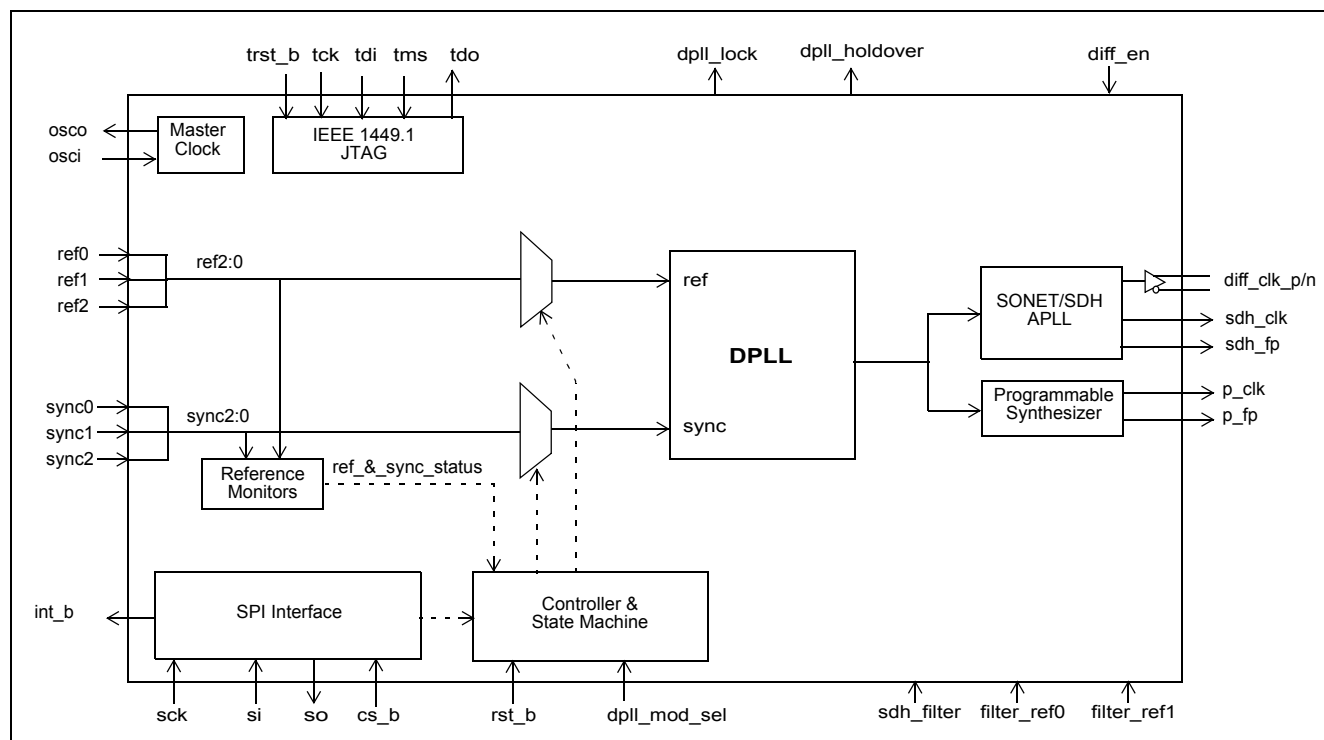 trst_b tck tdi tms tdo dpll_lock dpll_holdover diff_en
osco
osci
Master
Clock
IEEE 1449.1
JTAG
ref0
ref1
ref2
ref2:0
ref
DPLL
sync
SONET/SDH
APLL
diff_clk_p/n
sdh_clk
sdh_fp
Programmable
Synthesizer
p_clk
p_fp
sync0
sync1
sync2
sync2:0
Reference
Monitors
ref_&_sync_status
int_b
SPI Interface
Controller &
State Machine
sck si so cs_b rst_b dpll_mod_sel sdh_filter filter_ref0 filter_ref1